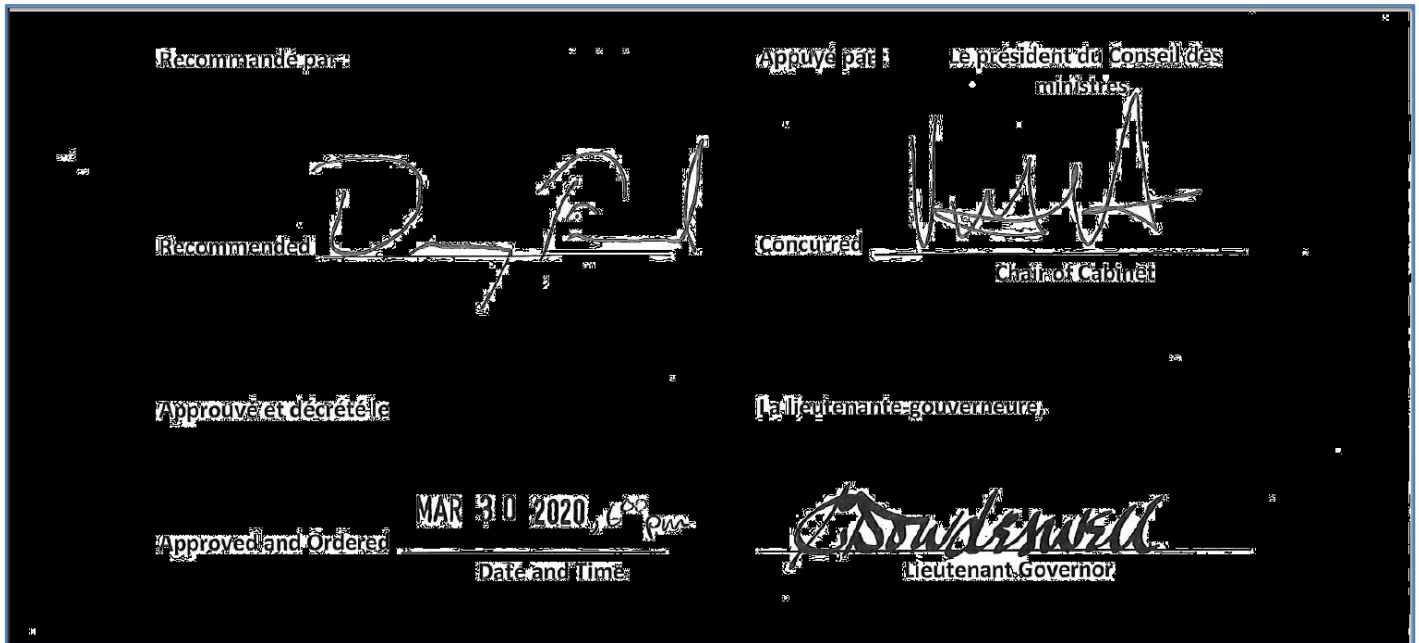 Recommandé par :
Appuyé par : Le président du Conseil des
ministres,
Recommended
Concurred
Chair of Cabinet
Approuvé et décrété le
La lieutenante-gouverneure,
MAR 30 2020, 6:00 pm
Approved and Ordered
Date and Time
Lieutenant Governor